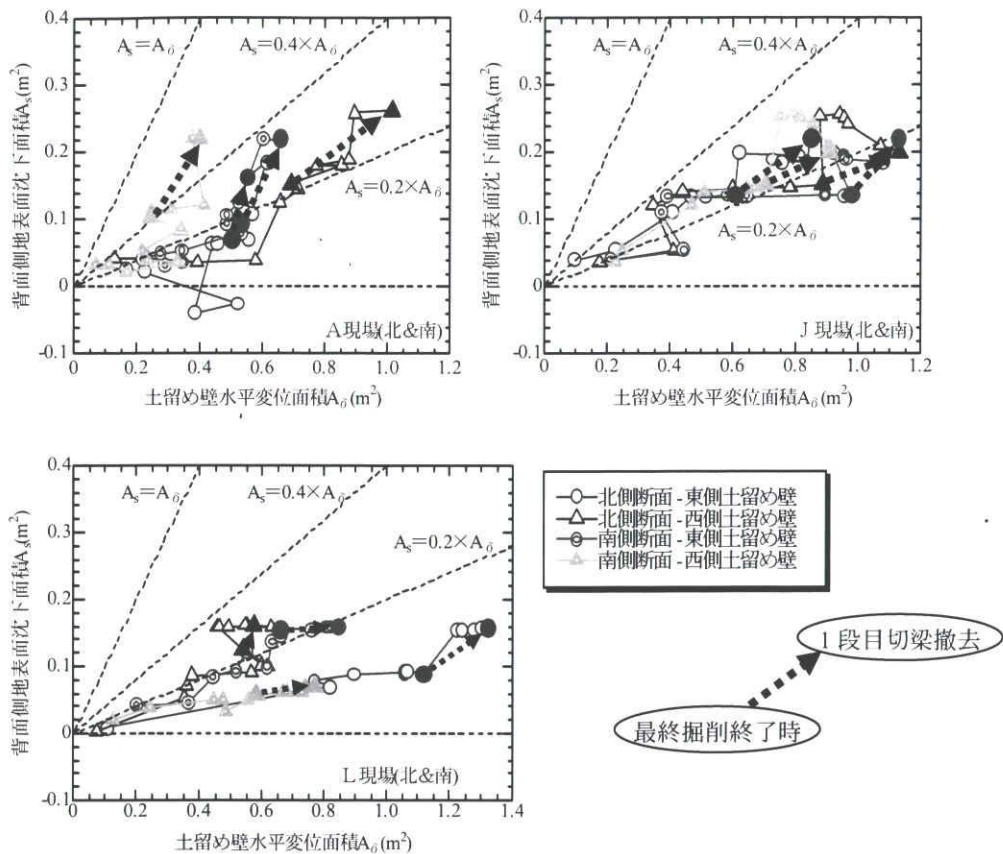 0.4
0.3
0.2
0.1
0
-0.1
背面側地表面沈下面積As(m²)
As=Aδ
As=0.4×Aδ
As=0.2×Aδ
A現場(北&南)
0.0 0.2 0.4 0.6 0.8 1.0 1.2
土留め壁水平変位面積Aδ(m²)
0.4
0.3
0.2
0.1
0
-0.1
背面側地表面沈下面積As(m²)
As=Aδ
As=0.4×Aδ
As=0.2×Aδ
J現場(北&南)
0.0 0.2 0.4 0.6 0.8 1.0 1.2
土留め壁水平変位面積Aδ(m²)
0.4
0.3
0.2
0.1
0
-0.1
背面側地表面沈下面積As(m²)
As=Aδ
As=0.4×Aδ
As=0.2×Aδ
L現場(北&南)
0.0 0.2 0.4 0.6 0.8 1.0 1.2 1.4
土留め壁水平変位面積Aδ(m²)
北側断面-東側土留め壁
北側断面-西側土留め壁
南側断面-東側土留め壁
南側断面-西側土留め壁
1段目切梁撤去
最終掘削終了時